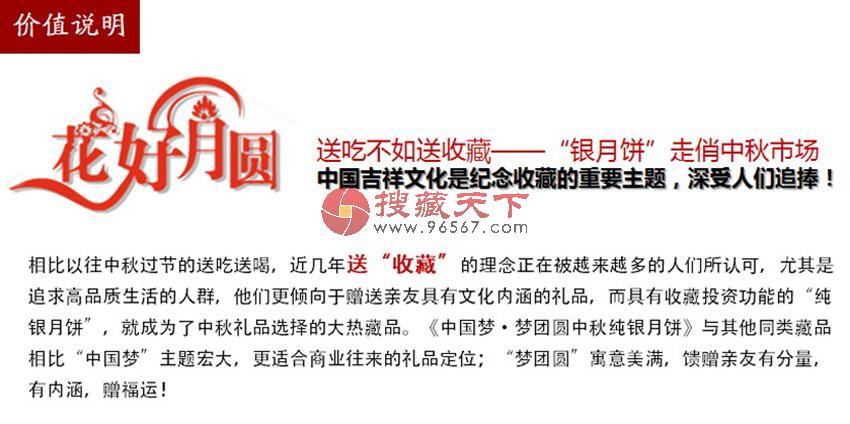 价值说明
花好月圆
送吃不如送收藏——“银月饼”走俏中秋市场
中国吉祥文化是纪念收藏的重要主题，深受人们追捧！
搜藏天下
www.96567.com
相比以往中秋过节的送吃送喝，近几年送“收藏”的理念正在被越来越多的人们所认可，尤其是
追求高品质生活的人群，他们更倾向于赠送亲友具有文化内涵的礼品，而具有收藏投资功能的“纯
银月饼”，就成为了中秋礼品选择的大热藏品。《中国梦·梦团圆中秋纯银月饼》与其他同类藏品
相比“中国梦”主题宏大，更适合商业往来的礼品定位；“梦团圆”寓意美满，馈赠亲友有分量，
有内涵，赠福运！